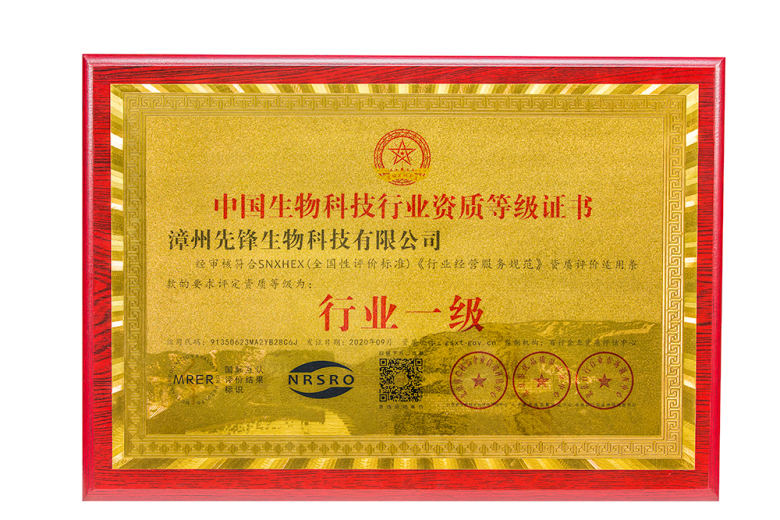 中国生物科技行业资质等级证书
漳州先锋生物科技有限公司
经审核符合SNXHEX(全国性评价标准)《行业经营服务规范》资质评价适用条
款的要求评定资质等级为:
行业一级
信用代码: 91350623MA2YB28C6J 发证日期: 2020年09月
MRER
国际互认
评价结果
标识
NRSRO